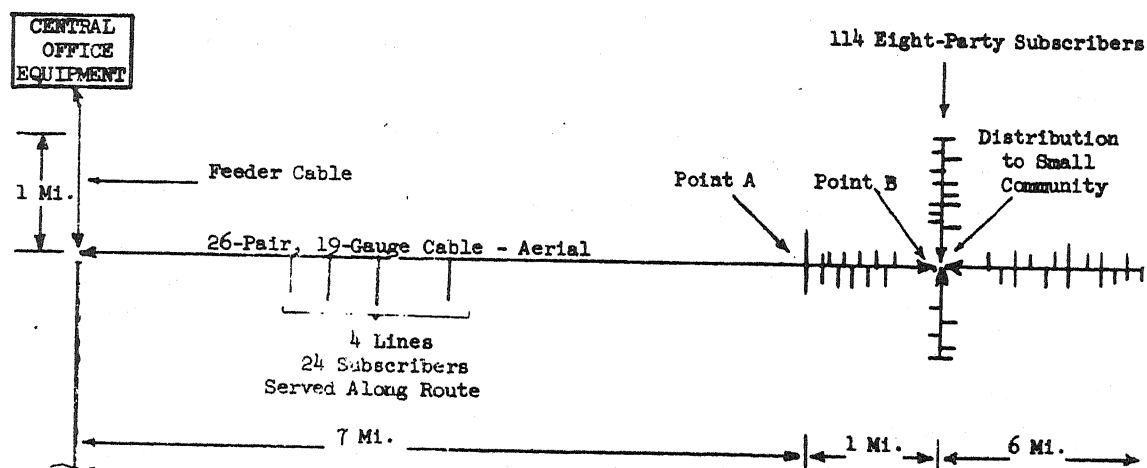 CENTRAL
OFFICE
EQUIPMENT
114 Eight-Party Subscribers
Distribution
to Small
Community
1 Mi.
Feeder Cable
Point A
Point B
26-Pair, 19-Gauge Cable - Aerial
4 Lines
24 Subscribers
Served Along Route
7 Mi.
1 Mi.
6 Mi.